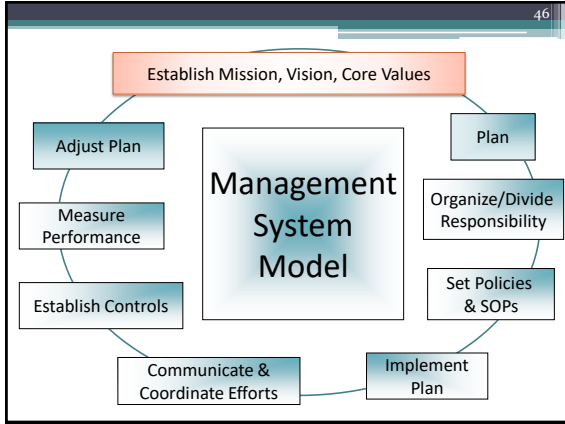 46
Establish Mission, Vision, Core Values
Adjust Plan
Plan
Management
System
Model
Organize/Divide
Responsibility
Measure
Performance
Set Policies
& SOPs
Establish Controls
Implement
Plan
Communicate &
Coordinate Efforts